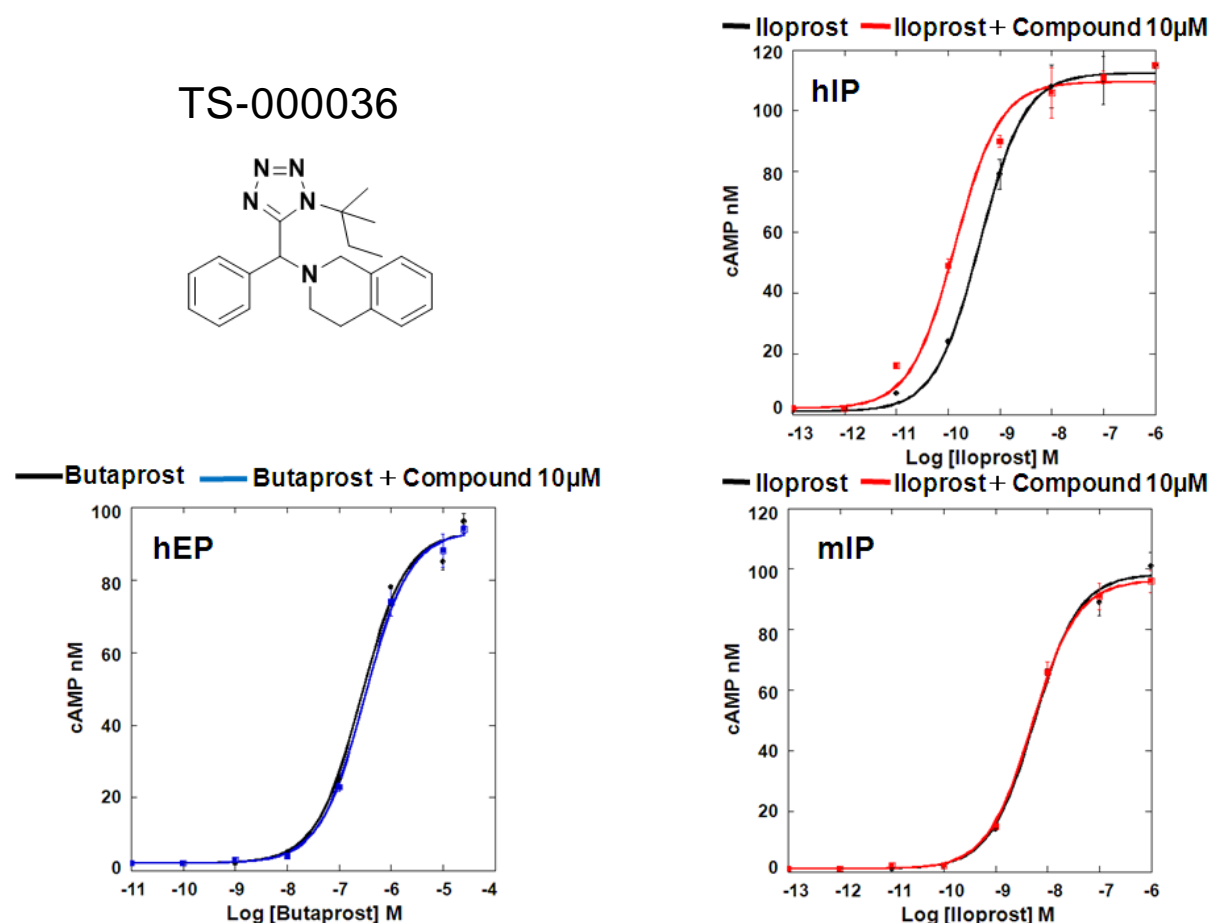 TS-000036
N=N
N
N
N
Iloprost Iloprost + Compound 10µM
hIP
cAMP nM
120
100
80
60
40
20
0
-13 -12 -11 -10 -9 -8 -7 -6
Log [Iloprost] M
Butaprost Butaprost + Compound 10µM
hEP
cAMP nM
100
80
60
40
20
0
-11 -10 -9 -8 -7 -6 -5 -4
Log [Butaprost] M
Iloprost Iloprost + Compound 10µM
mIP
cAMP nM
120
100
80
60
40
20
0
-13 -12 -11 -10 -9 -8 -7 -6
Log [Iloprost] M